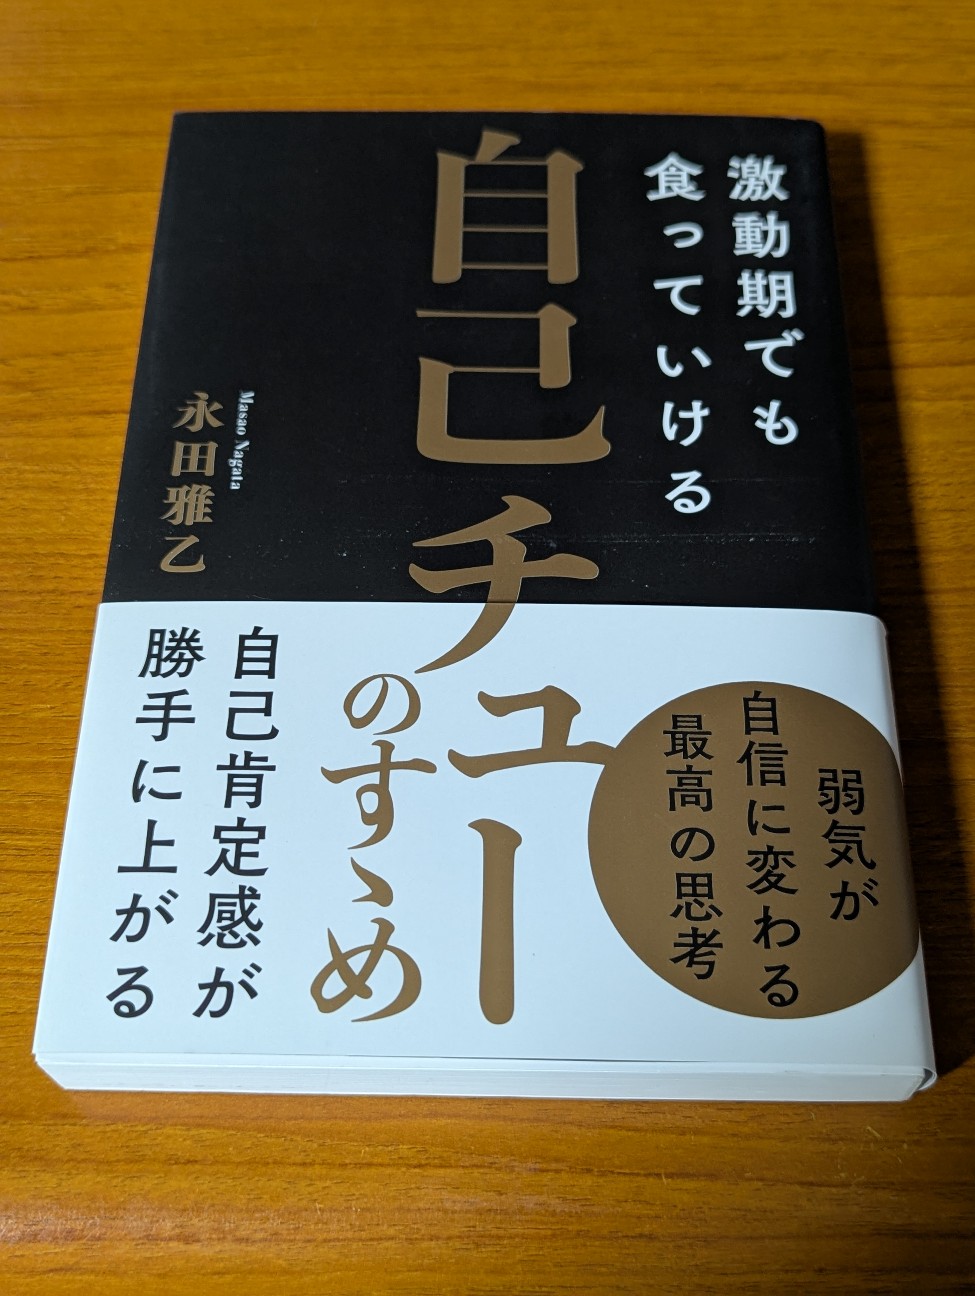 激動期でも
食っていける
自己チュー
のすゝめ
Masao Nagata
永田雅乙
弱気が
自信に変わる
最高の思考
自己肯定感が
勝手に上がる